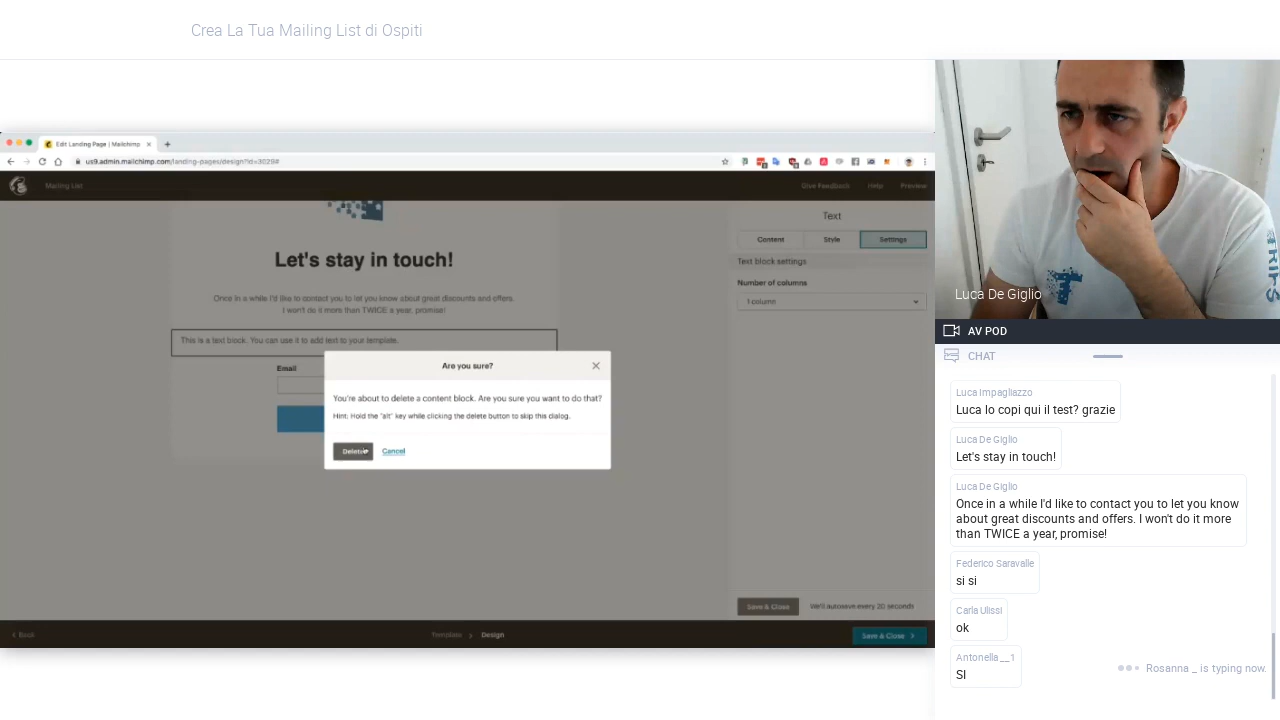 Crea La Tua Mailing List di Ospiti
Edit Landing Page | Mailchimp
us9.admin.mailchimp.com/landing-pages/design?id=3029#
Mailing List
Give Feedback
Help
Preview
Let's stay in touch!
Once in a while I'd like to contact you to let you know about great discounts and offers.
I won't do it more than TWICE a year, promise!
This is a text block. You can use it to add text to your template.
Email
Text
Content
Style
Settings
Text block settings
Number of columns
1 column
Are you sure?
You're about to delete a content block. Are you sure you want to do that?
Hint: Hold the "alt" key while clicking the delete button to skip this dialog.
Delete
Cancel
Save & Close
We'll autosave every 20 seconds
Back
Template
Design
Save & Close
Luca De Giglio
AV POD
CHAT
Luca Impagliazzo
Luca lo copi qui il test? grazie
Luca De Giglio
Let's stay in touch!
Luca De Giglio
Once in a while I'd like to contact you to let you know
about great discounts and offers. I won't do it more
than TWICE a year, promise!
Federico Saravalle
si si
Carla Ulissi
ok
Antonella __1
SI
Rosanna _ is typing now.